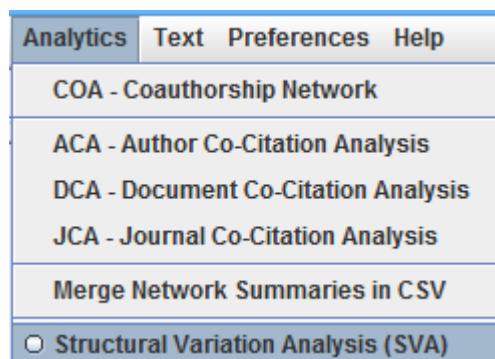 Analytics Text Preferences Help
COA - Coauthorship Network
ACA - Author Co-Citation Analysis
DCA - Document Co-Citation Analysis
JCA - Journal Co-Citation Analysis
Merge Network Summaries in CSV
Structural Variation Analysis (SVA)